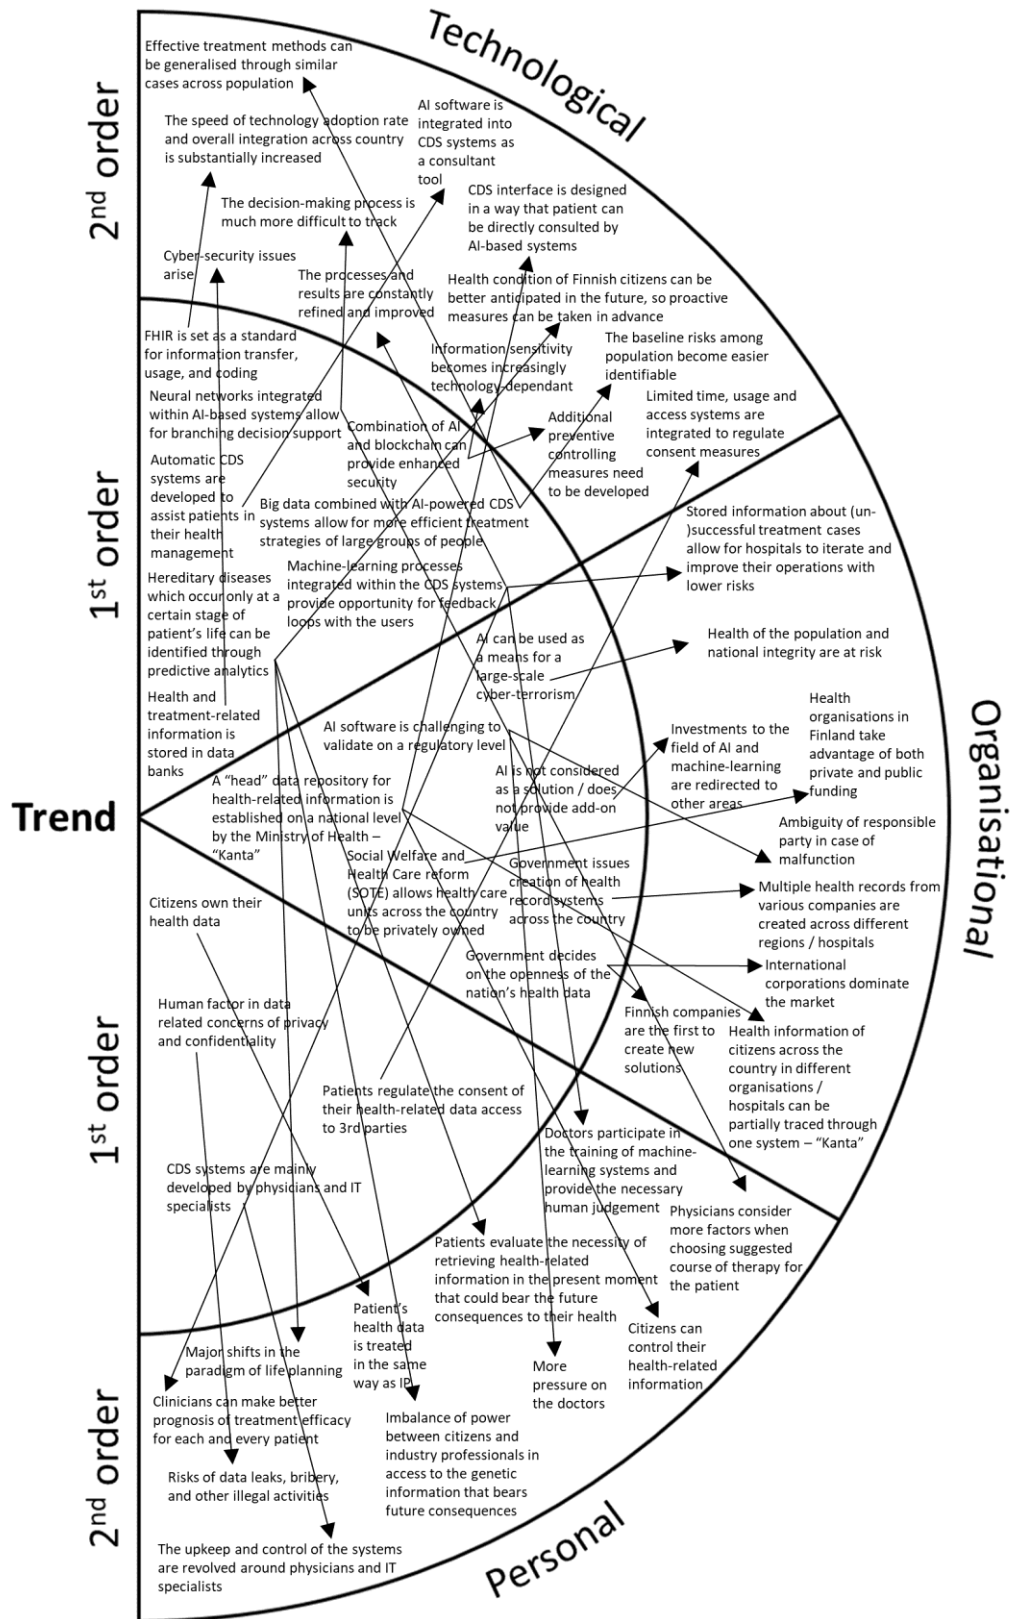 Technological
2nd order
Effective treatment methods can
be generalised through similar
cases across population
The speed of technology adoption rate
and overall integration across country
is substantially increased
AI software is
integrated into
CDS systems as
a consultant
tool
The decision-making process is
much more difficult to track
CDS interface is designed
in a way that patient can
be directly consulted by
AI-based systems
Cyber-security issues
arise
The processes and
results are constantly
refined and improved
Health condition of Finnish citizens can be
better anticipated in the future, so proactive
measures can be taken in advance
Information sensitivity
becomes increasingly
technology-dependant
The baseline risks among
population become easier
identifiable
Additional
preventive
controlling
measures need
to be developed
Limited time, usage and
access systems are
integrated to regulate
consent measures
1st order
FHIR is set as a standard
for information transfer,
usage, and coding
Neural networks integrated
within AI-based systems allow
for branching decision support
Combination of AI
and blockchain can
provide enhanced
security
Automatic CDS
systems are
developed to
assist patients in
their health
management
Big data combined with AI-powered CDS
systems allow for more efficient treatment
strategies of large groups of people
Machine-learning processes
integrated within the CDS systems
provide opportunity for feedback
loops with the users
Hereditary diseases
which occur only at a
certain stage of
patient's life can be
identified through
predictive analytics
Health and
treatment-related
information is
stored in data
banks
Organisational
Stored information about (un-
)successful treatment cases
allow for hospitals to iterate and
improve their operations with
lower risks
AI can be used as
a means for a
large-scale
cyber-terrorism
Health of the population and
national integrity are at risk
AI software is challenging to
validate on a regulatory level
Investments to the
field of AI and
machine-learning
are redirected to
other areas
Health
organisations in
Finland take
advantage of both
private and public
funding
AI is not considered
as a solution / does
not provide add-on
value
Trend
A “head” data repository for
health-related information is
established on a national level
by the Ministry of Health –
“Kanta”
Ambiguity of responsible
party in case of
malfunction
Social Welfare and
Health Care reform
(SOTE) allows health care
units across the country
to be privately owned
Government issues
creation of health
record systems
across the country
Multiple health records from
various companies are
created across different
regions / hospitals
Government decides
on the openness of the
nation's health data
International
corporations dominate
the market
Finnish companies
are the first to
create new
solutions
Health information of
citizens across the
country in different
organisations /
hospitals can be
partially traced through
one system – “Kanta”
1st order
Citizens own their
health data
Human factor in data
related concerns of privacy
and confidentiality
Patients regulate the consent of
their health-related data access
to 3rd parties
CDS systems are mainly
developed by physicians and IT
specialists
Doctors participate in
the training of machine-
learning systems and
provide the necessary
human judgement
Physicians consider
more factors when
choosing suggested
course of therapy for
the patient
Patients evaluate the necessity of
retrieving health-related
information in the present moment
that could bear the future
consequences to their health
Patient's
health data
is treated
in the same
way as IP
Citizens can
control their
health-related
information
2nd order
Major shifts in the
paradigm of life planning
More
pressure on
the doctors
Clinicians can make better
prognosis of treatment efficacy
for each and every patient
Imbalance of power
between citizens and
industry professionals in
access to the genetic
information that bears
future consequences
Risks of data leaks, bribery,
and other illegal activities
The upkeep and control of the systems
are revolved around physicians and IT
specialists
Personal